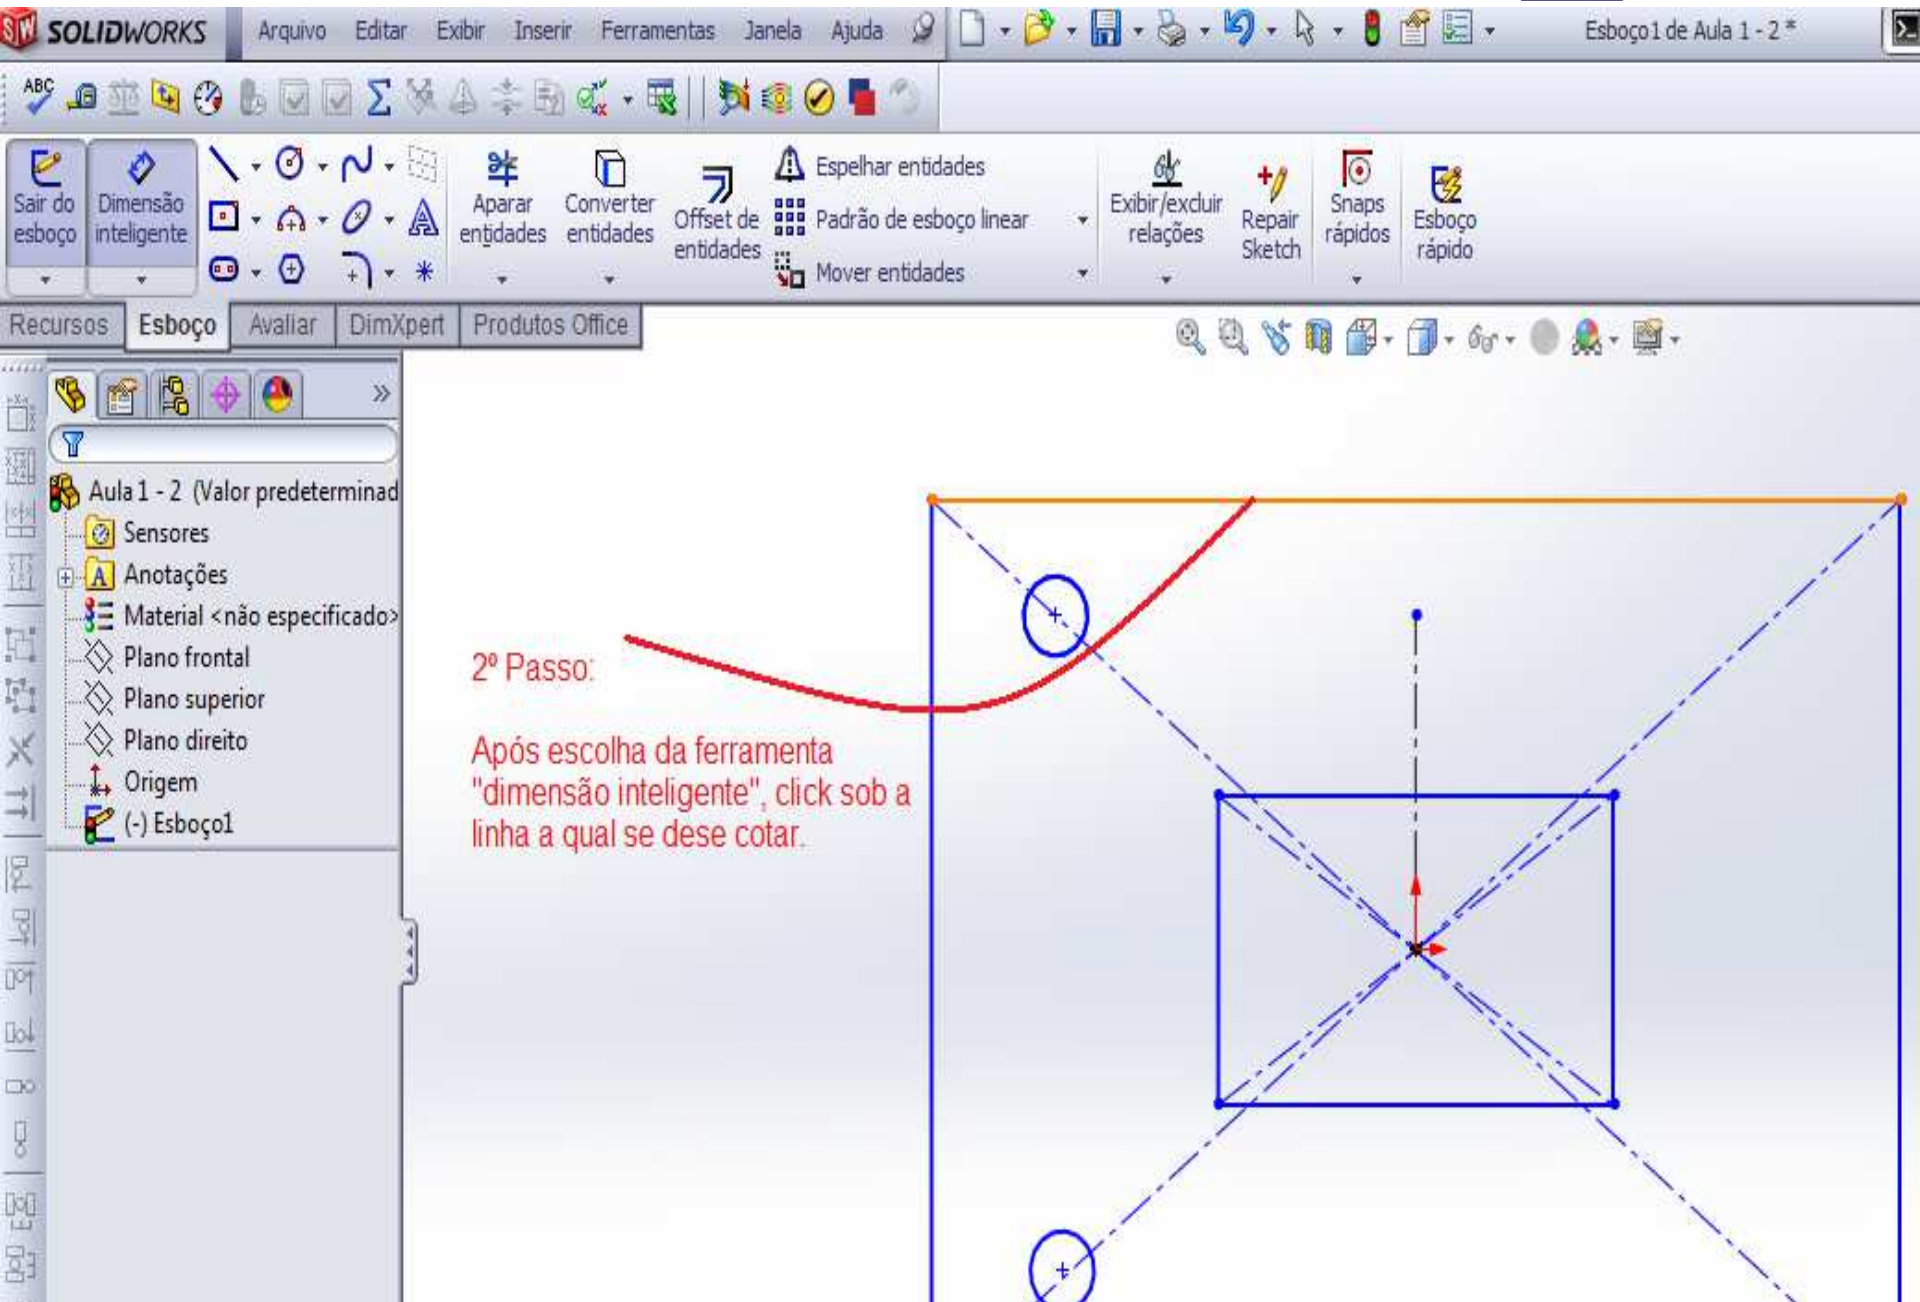 SOLIDWORKS Arquivo Editar Exibir Inserir Ferramentas Janela Ajuda Esboço1 de Aula 1 - 2 *
ABC
Sair do esboço
Dimensão inteligente
Aparar entidades
Converter entidades
Offset de entidades
Espelhar entidades
Padrão de esboço linear
Mover entidades
Exibir/excluir relações
Repair Sketch
Snaps rápidos
Esboço rápido
Recursos Esboço Avaliar DimXpert Produtos Office
Aula 1 - 2 (Valor predeterminad
Sensores
Anotações
Material <não especificado>
Plano frontal
Plano superior
Plano direito
Origem
(-) Esboço1
2º Passo:
Após escolha da ferramenta
"dimensão inteligente", click sob a
linha a qual se dese cotar.